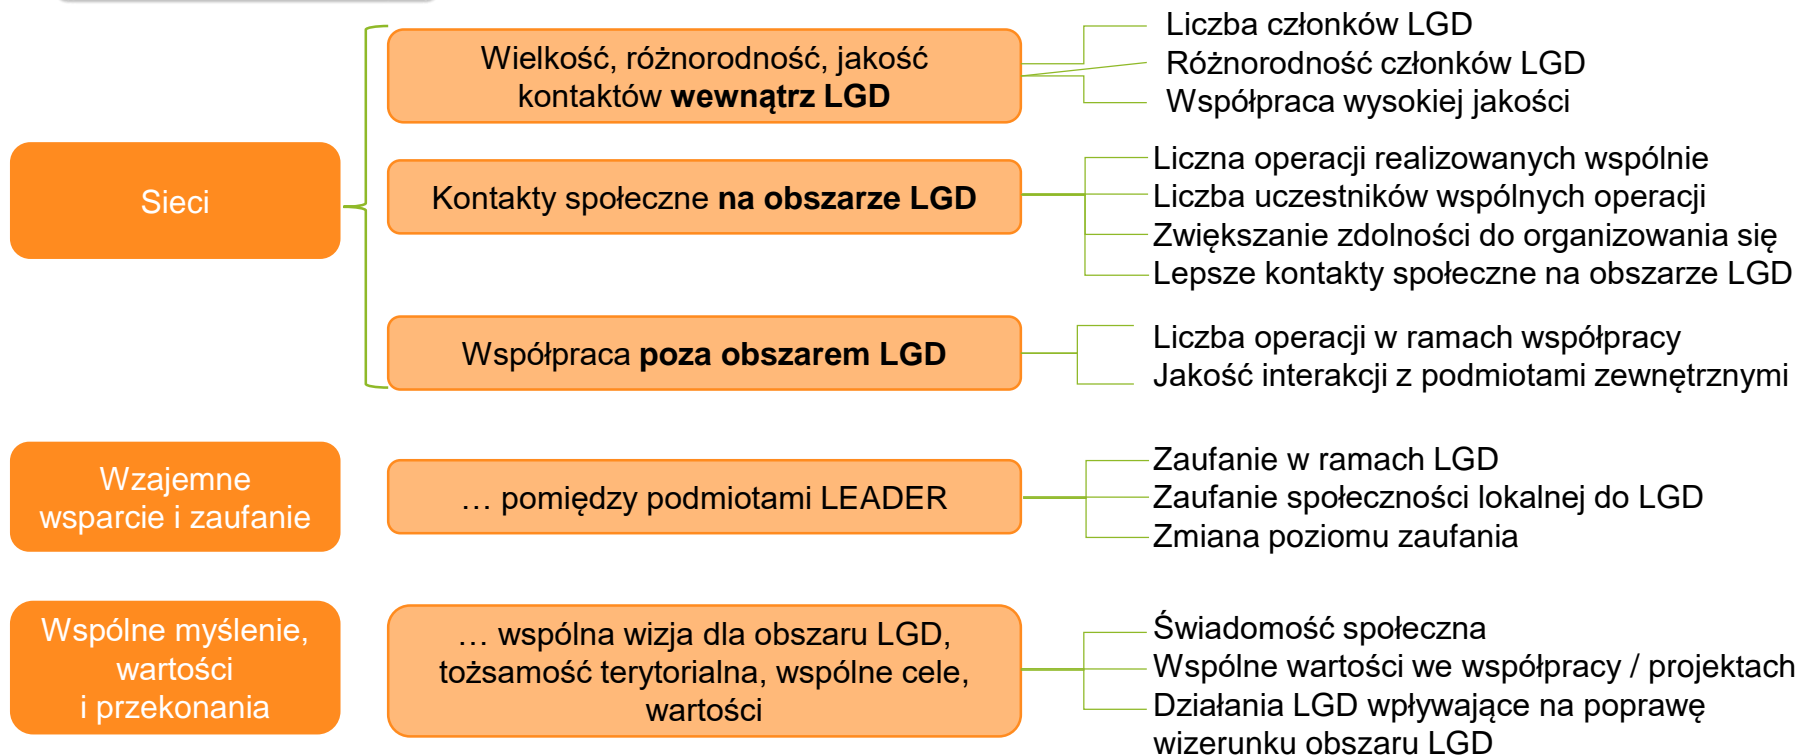 Sieci
Wielkość, różnorodność, jakość
kontaktów wewnątrz LGD
Liczba członków LGD
Różnorodność członków LGD
Współpraca wysokiej jakości
Kontakty społeczne na obszarze LGD
Liczna operacji realizowanych wspólnie
Liczba uczestników wspólnych operacji
Zwiększanie zdolności do organizowania się
Lepsze kontakty społeczne na obszarze LGD
Współpraca poza obszarem LGD
Liczba operacji w ramach współpracy
Jakość interakcji z podmiotami zewnętrznymi
Wzajemne
wsparcie i zaufanie
… pomiędzy podmiotami LEADER
Zaufanie w ramach LGD
Zaufanie społeczności lokalnej do LGD
Zmiana poziomu zaufania
Wspólne myślenie,
wartości
i przekonania
… wspólna wizja dla obszaru LGD,
tożsamość terytorialna, wspólne cele,
wartości
Świadomość społeczna
Wspólne wartości we współpracy / projektach
Działania LGD wpływające na poprawę
wizerunku obszaru LGD